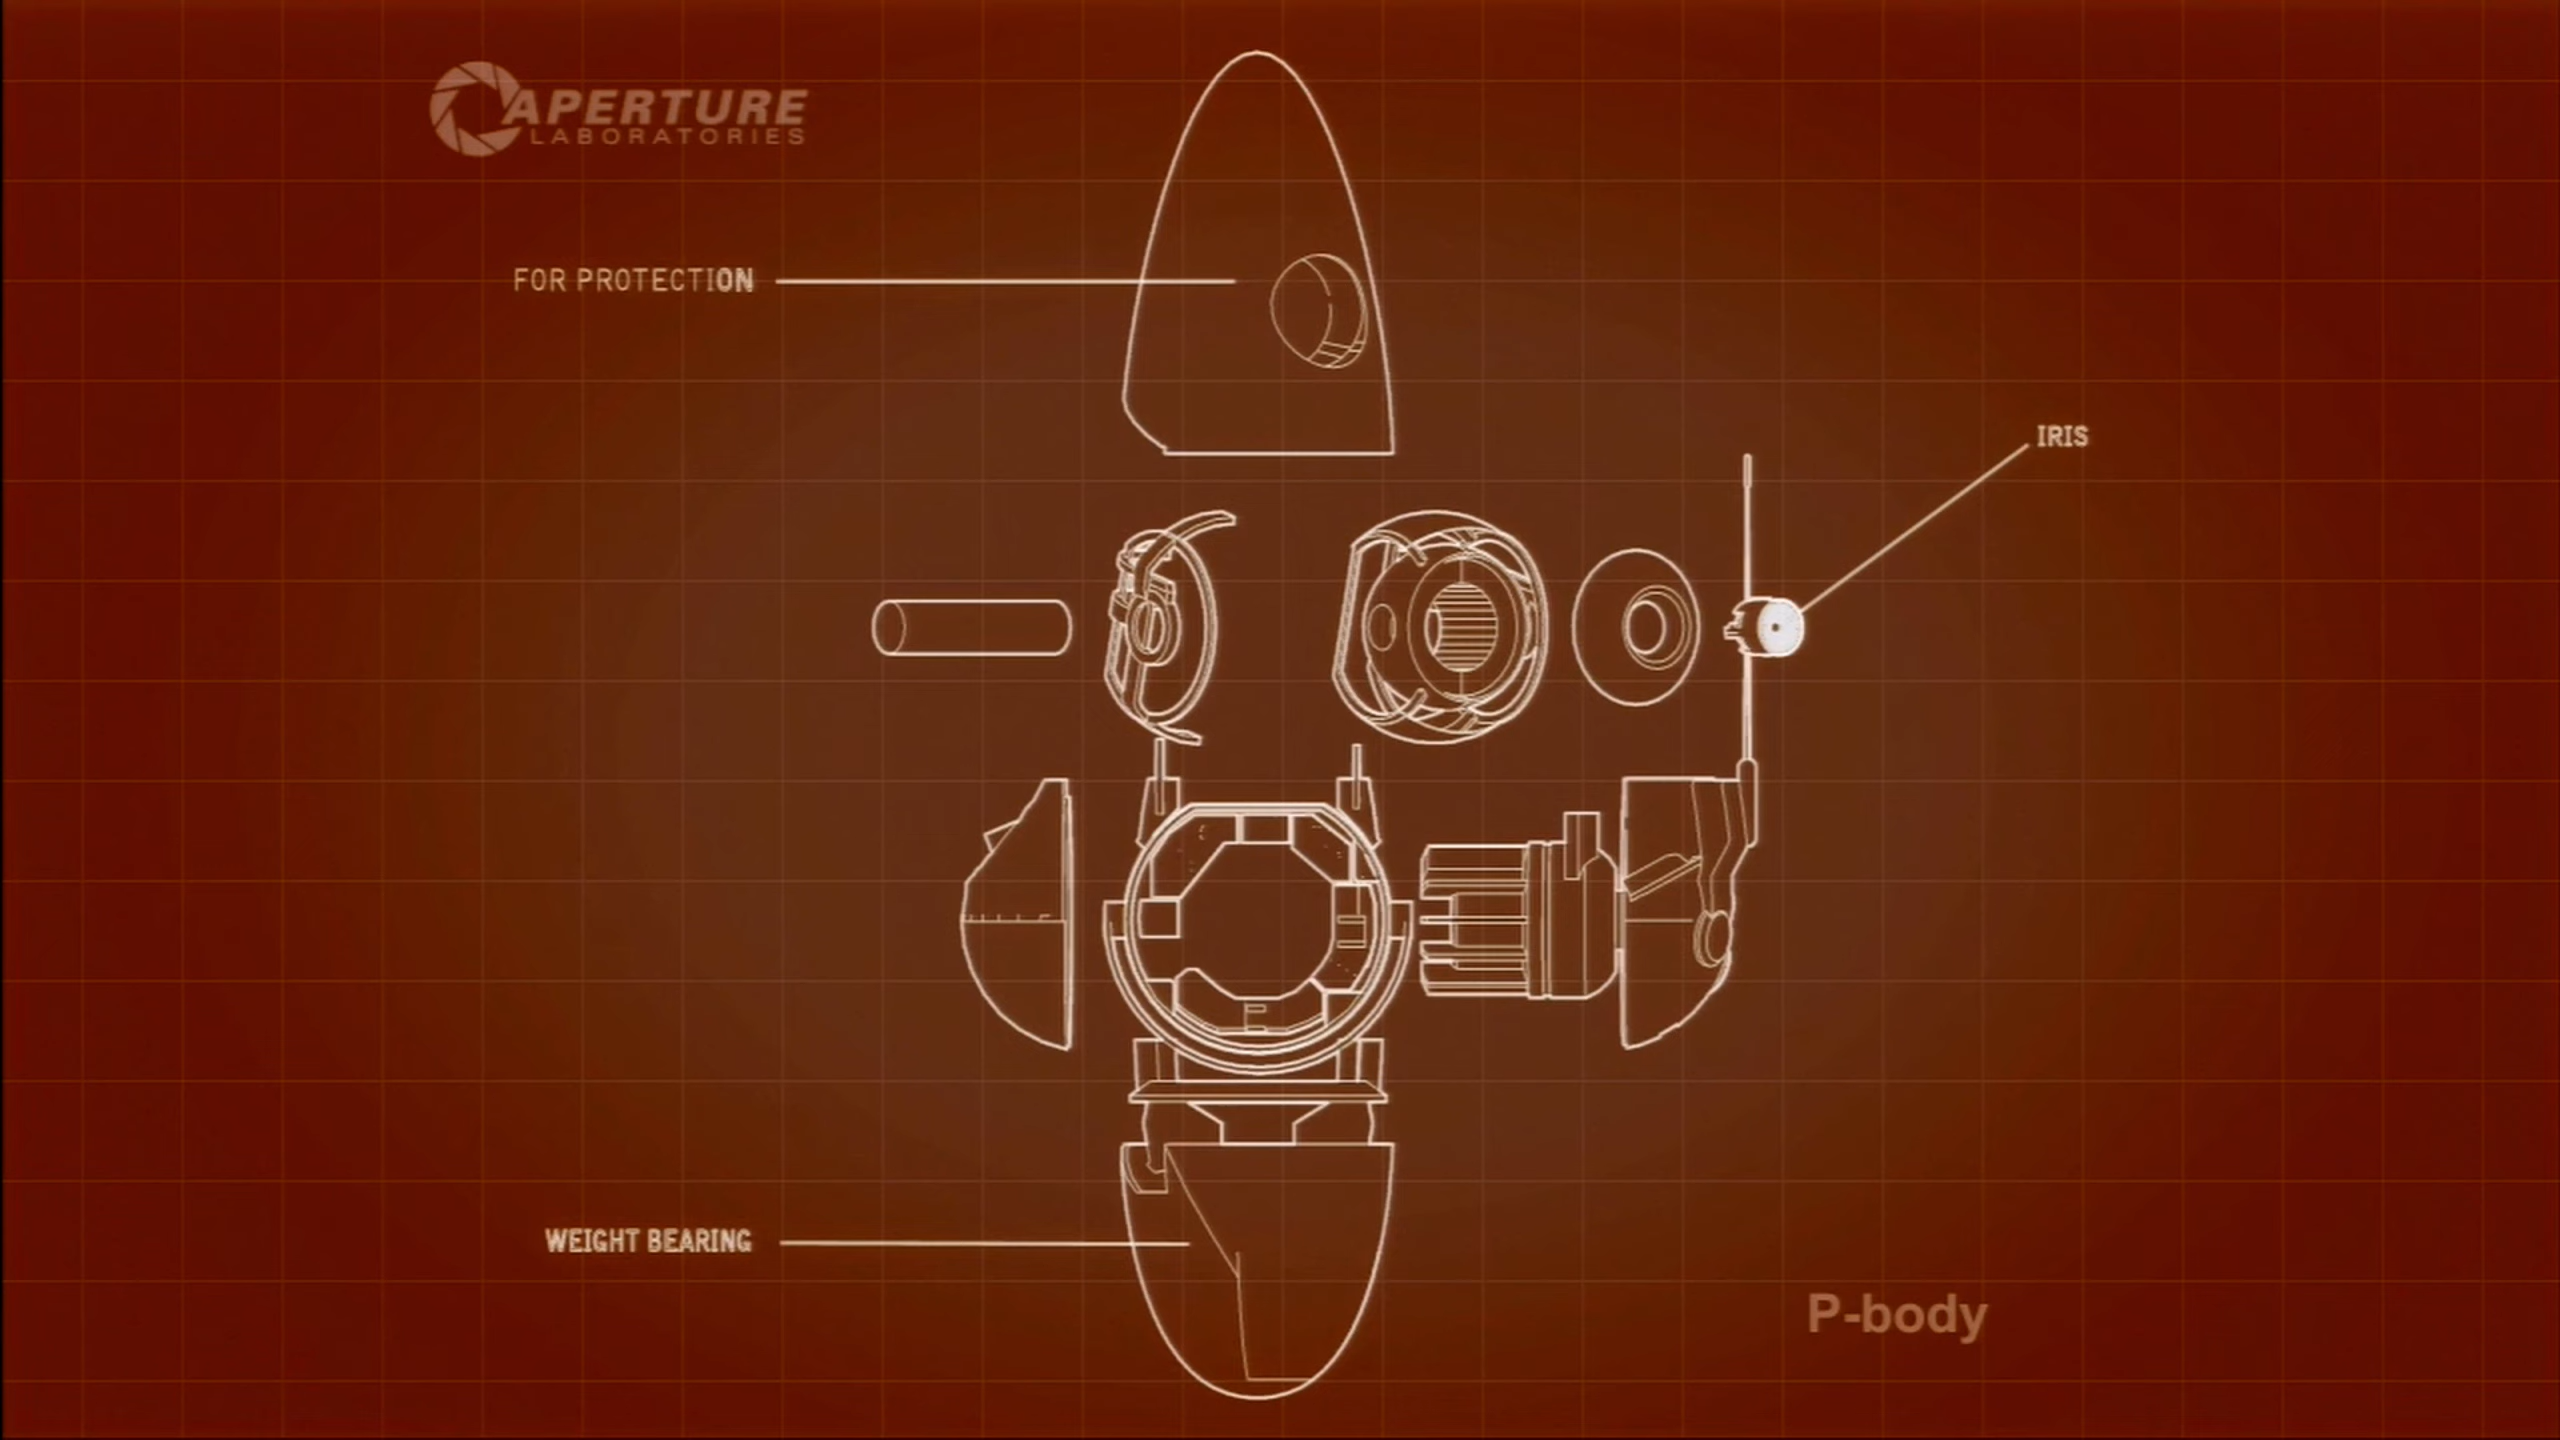 APERTURE
LABORATORIES
FOR PROTECTION
IRIS
WEIGHT BEARING
P-body